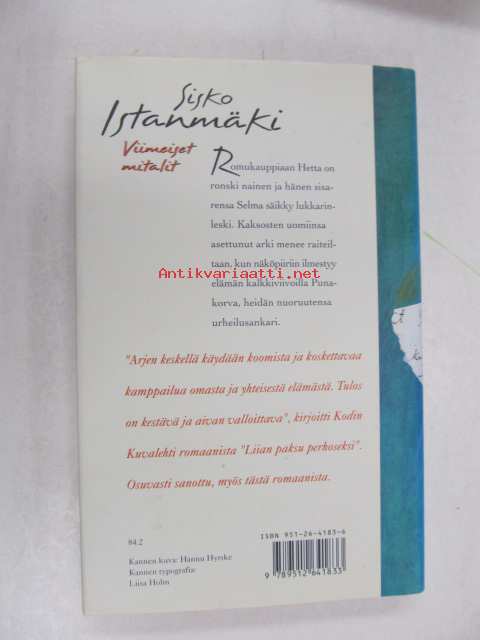 Sisko
Istanmäki
Viimeiset
mitalit
Romukauppiaan Hetta on
ronski nainen ja hänen sisa-
rensa Selma säikky lukkarin-
leski. Kaksosten uomiinsa
asettunut arki menee raiteil-
taan, kun näköpiiriin ilmestyy
elämän kalkkiviivoilla Puna-
korva, heidän nuoruutensa
urheilusankari.
Antikvariaatti.net
"Arjen keskellä käydään koomista ja koskettavaa
kamppailua omasta ja yhteisestä elämästä. Tulos
on kestävä ja aivan valloittava", kirjoitti Kodin
Kuvalehti romaanista "Liian paksu perhoseksi".
Osuvasti sanottu, myös tästä romaanista.
84.2
Kannen kuva: Hannu Hyrske
Kannen typografia:
Liisa Holm
ISBN 951-26-4183-6
9 789512 641833